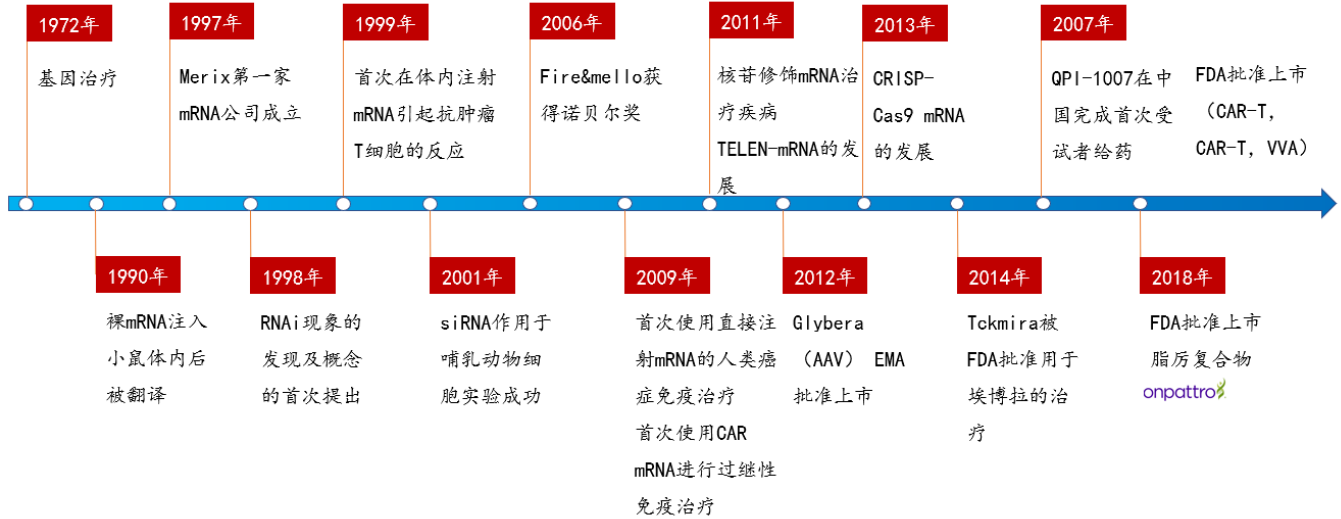 1972年
基因治疗
1997年
Merix第一家
mRNA公司成立
1999年
首次在体内注射
mRNA引起抗肿瘤
T细胞的反应
2006年
Fire&mello获
得诺贝尔奖
2011年
核苷修饰mRNA治
疗疾病
TELEN-mRNA的发
展
2013年
CRISP-
Cas9 mRNA
的发展
2007年
QPI-1007在中
国完成首次受
试者给药
FDA批准上市
（CAR-T,
CAR-T, VVA）
1990年
裸mRNA注入
小鼠体内后
被翻译
1998年
RNAi现象的
发现及概念
的首次提出
2001年
siRNA作用于
哺乳动物细
胞实验成功
2009年
首次使用直接注
射mRNA的人类癌
症免疫治疗
首次使用CAR
mRNA进行过继性
免疫治疗
2012年
Glybera
（AAV） EMA
批准上市
2014年
Tckmira被
FDA批准用于
埃博拉的治
疗
2018年
FDA批准上市
脂厉复合物
onpattro